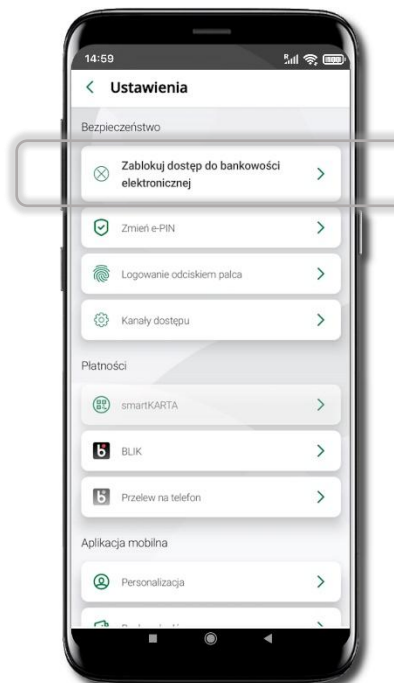 14:59
Ustawienia
Bezpieczeństwo
Zablokuj dostęp do bankowości
elektronicznej
Zmień e-PIN
Logowanie odciskiem palca
Kanały dostępu
Płatności
smartKARTA
BLIK
Przelew na telefon
Aplikacja mobilna
Personalizacja